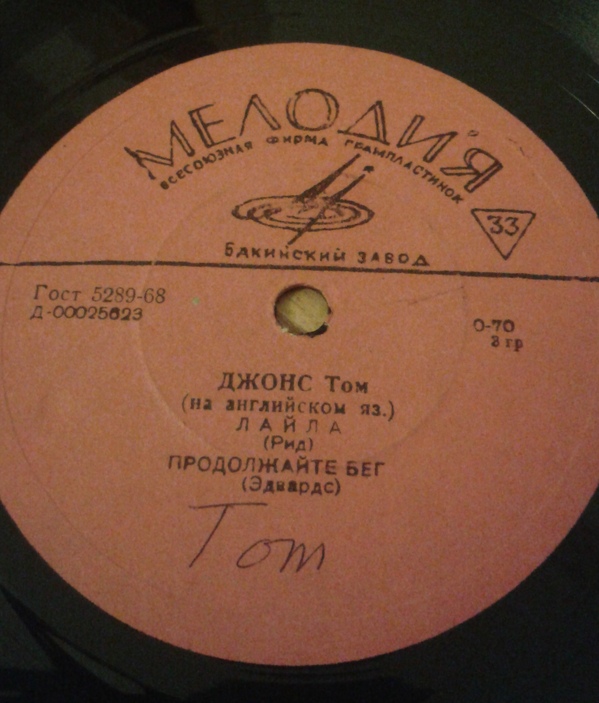 МЕЛОДИЯ
ВСЕСОЮЗНАЯ ФИРМА ГРАМПЛАСТИНОК
33
БАКИНСКИЙ ЗАВОД
Гост 5289-68
Д-00025623
0-70
3 гр
ДЖОНС Том
(на английском яз.)
ЛАЙЛА
(Рид)
ПРОДОЛЖАЙТЕ БЕГ
(Эдвардс)
Tom